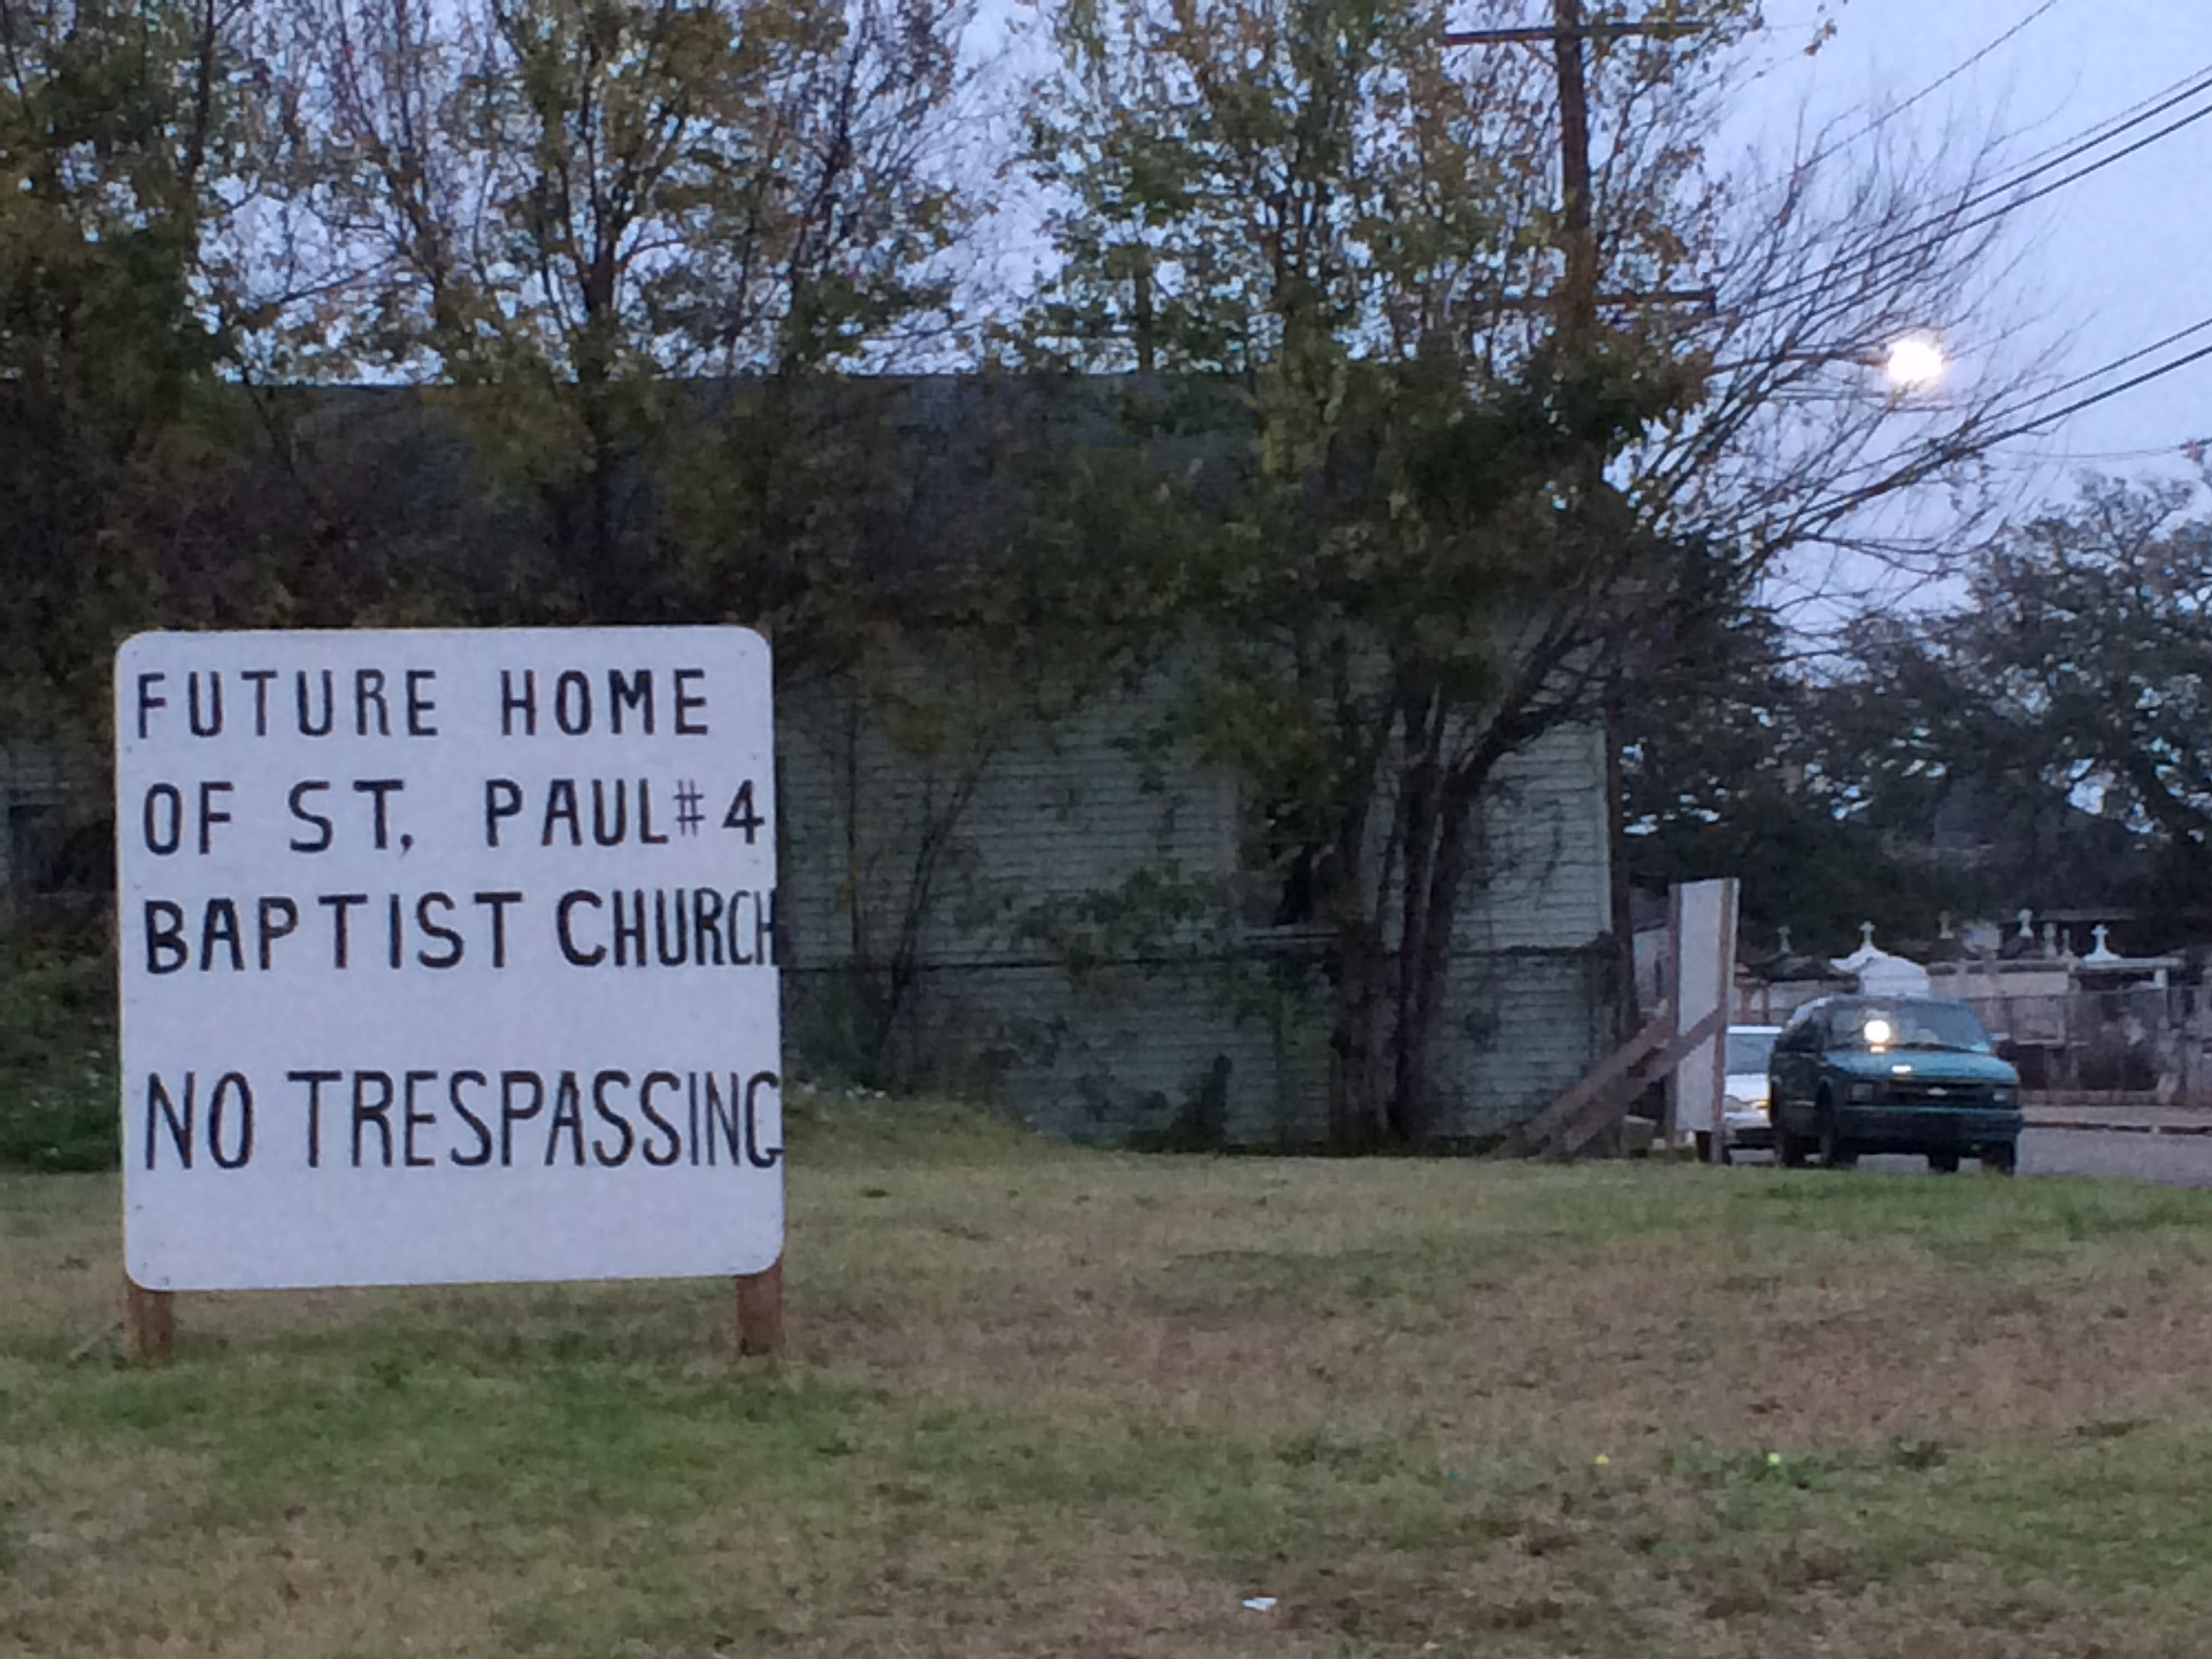 FUTURE HOME
OF ST. PAUL #4
BAPTIST CHURCH
NO TRESPASSING